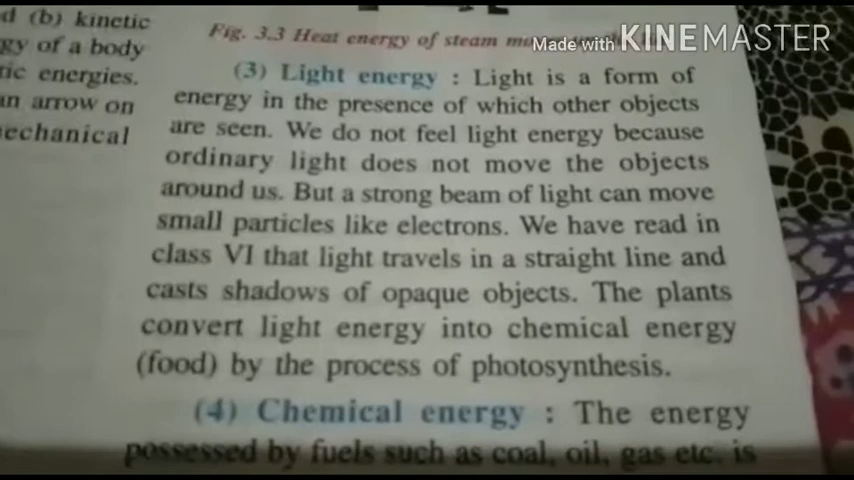 d (b) kinetic
gy of a body
tic energies.
an arrow on
mechanical
Fig. 3.3 Heat energy of steam
Made with KINEMASTER
(3) Light energy : Light is a form of
energy in the presence of which other objects
are seen. We do not feel light energy because
ordinary light does not move the objects
around us. But a strong beam of light can move
small particles like electrons. We have read in
class VI that light travels in a straight line and
casts shadows of opaque objects. The plants
convert light energy into chemical energy
(food) by the process of photosynthesis.
(4) Chemical energy : The energy
possessed by fuels such as coal, oil, gas etc. is